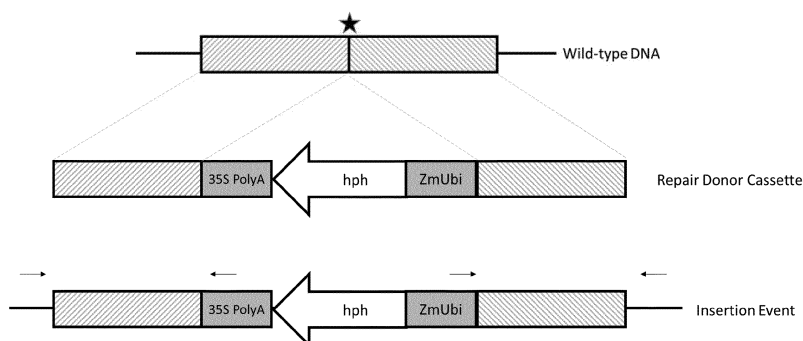 Wild-type DNA
35S PolyA hph ZmUbi Repair Donor Cassette
35S PolyA hph ZmUbi Insertion Event